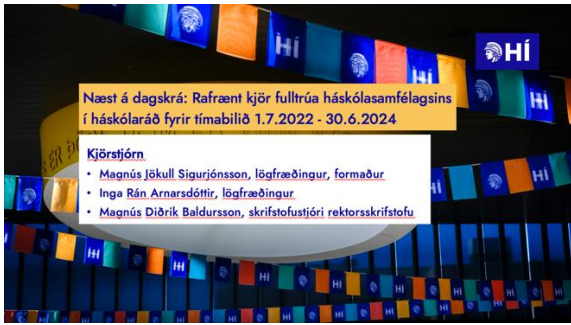 HÍ
Næst á dagskrá: Rafrænt kjör fulltrúa háskólasamfélagsins
í háskólaráð fyrir tímabilið 1.7.2022 - 30.6.2024
Kjörstjórn
• Magnús Jökull Sigurjónsson, lögfræðingur, formaður
• Inga Rán Arnarsdóttir, lögfræðingur
• Magnús Diðrik Baldursson, skrifstofustjóri rektorsskrifstofu